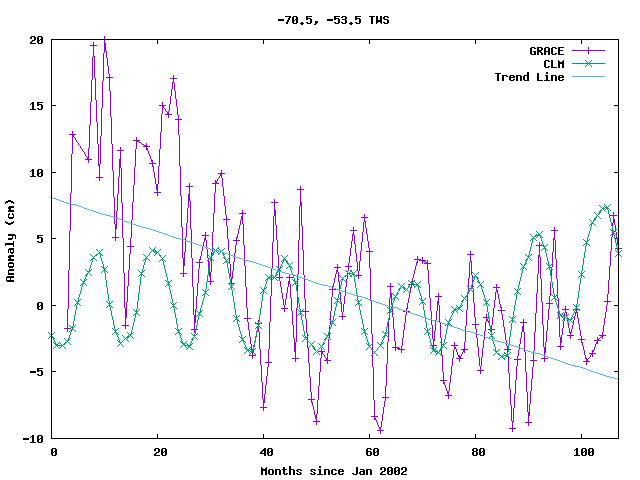 -70.5, -53.5 TWS
GRACE
CLM
Trend Line
20
15
10
5
0
-5
-10
Anomaly (cm)
0 20 40 60 80 100
Months since Jan 2002